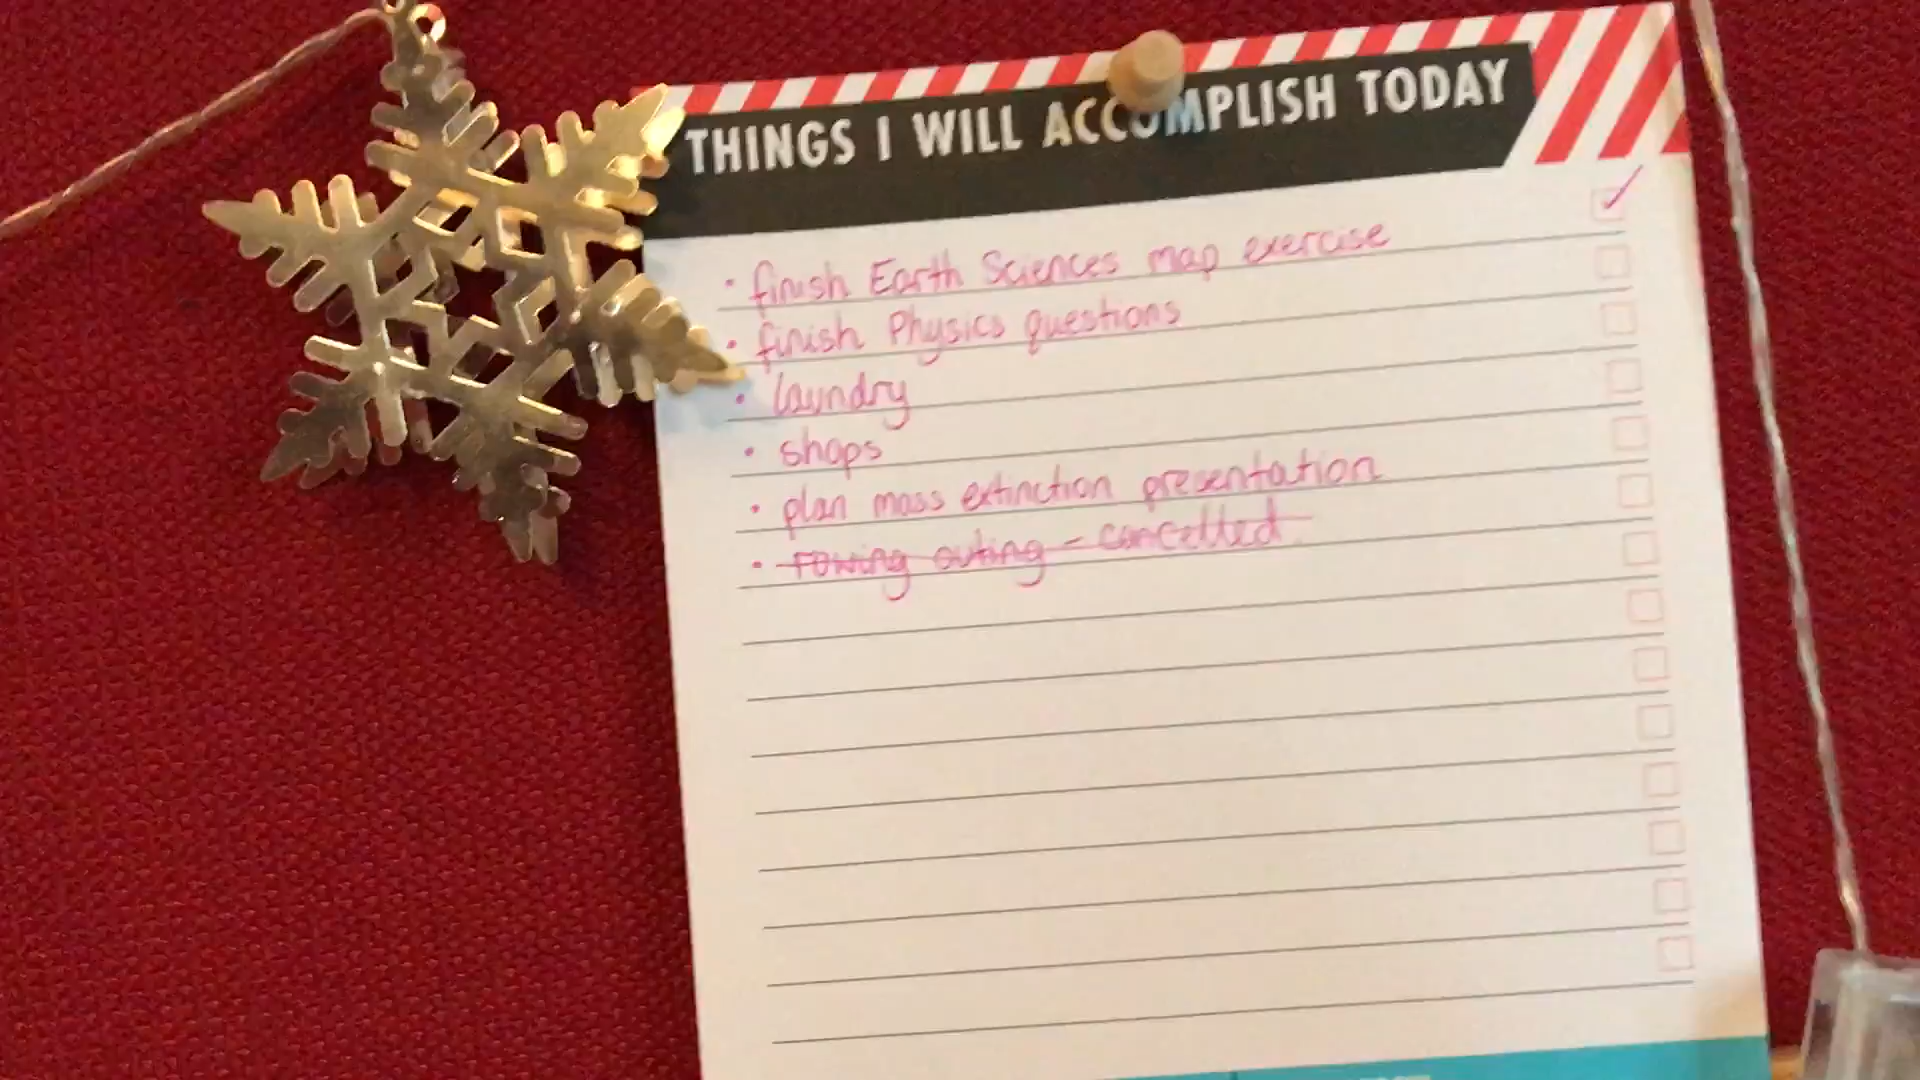 THINGS I WILL ACCOMPLISH TODAY
• finish Earth Sciences map exercise
• finish Physics questions
• laundry
• shops
• plan mass extinction presentation
• rowing outing - cancelled